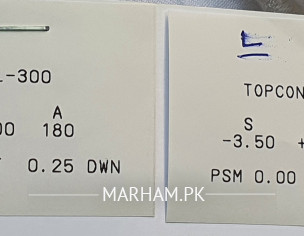 -300
A
00 180
0.25 DWN
L
TOPCON
S
-3.50 +
PSM 0.00
MARHAM.PK